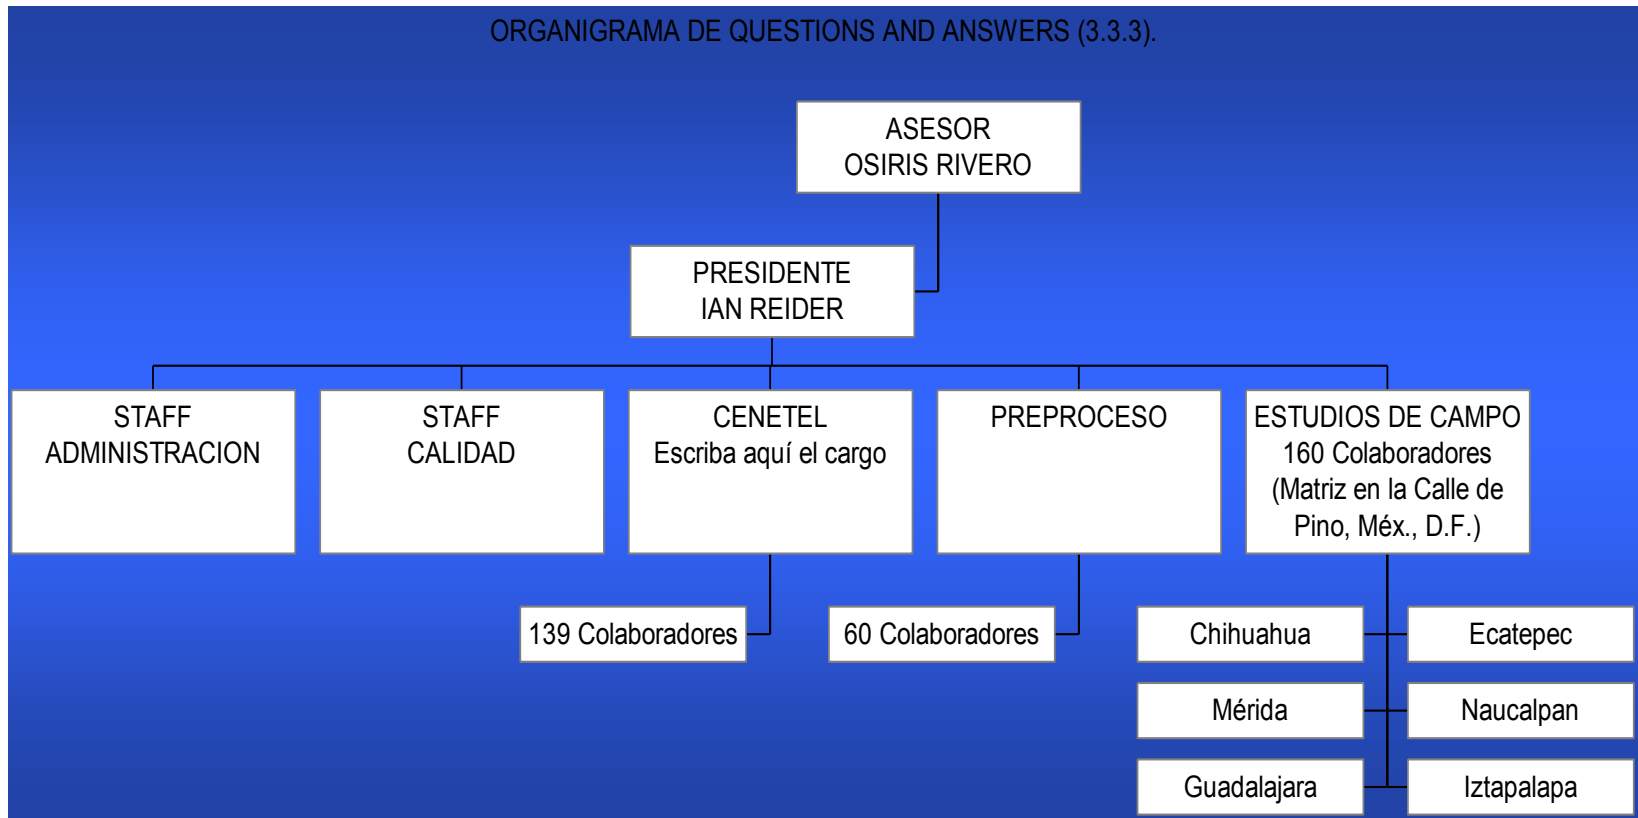 ORGANIGRAMA DE QUESTIONS AND ANSWERS (3.3.3).
ASESOR
OSIRIS RIVERO
PRESIDENTE
IAN REIDER
STAFF
ADMINISTRACION
STAFF
CALIDAD
CENETEL
Escriba aquí el cargo
PREPROCESO
ESTUDIOS DE CAMPO
160 Colaboradores
(Matriz en la Calle de
Pino, Méx., D.F.)
139 Colaboradores
60 Colaboradores
Chihuahua
Ecatepec
Mérida
Naucalpan
Guadalajara
Iztapalapa